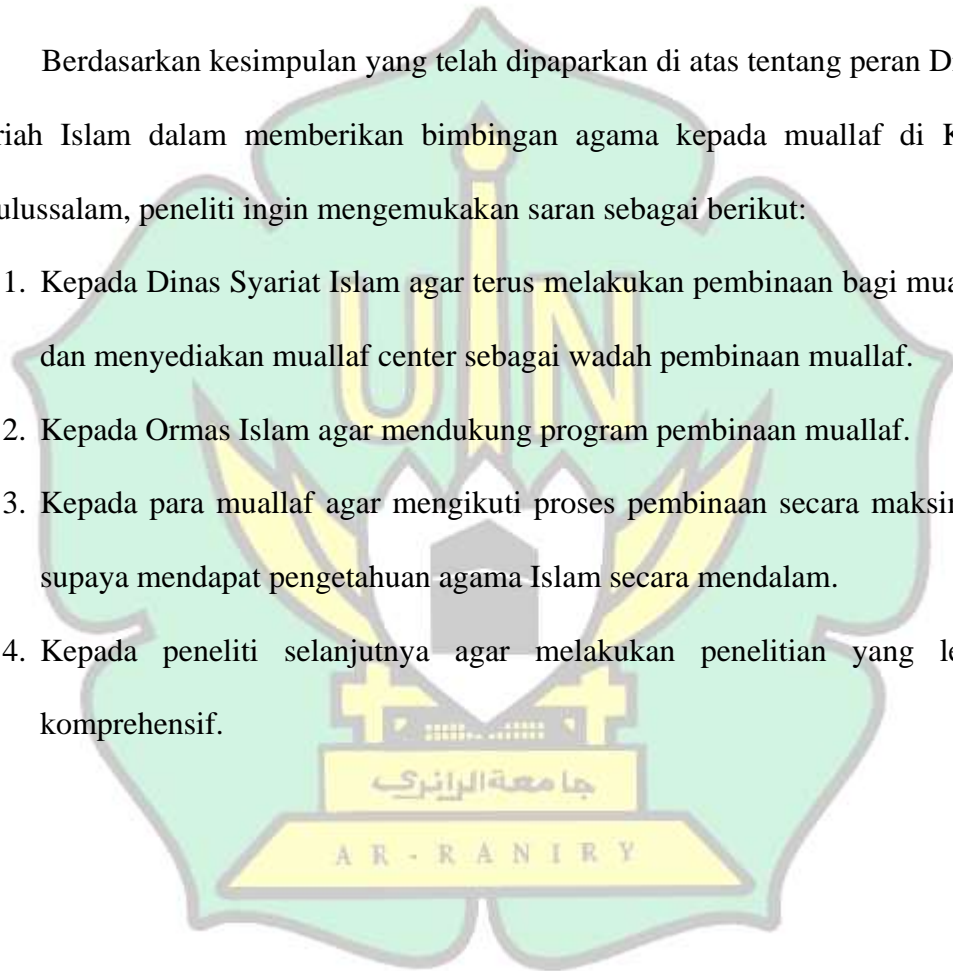 Berdasarkan kesimpulan yang telah dipaparkan di atas tentang peran Di
riah Islam dalam memberikan bimbingan agama kepada muallaf di K
ulussalam, peneliti ingin mengemukakan saran sebagai berikut:
1. Kepada Dinas Syariat Islam agar terus melakukan pembinaan bagi mua
dan menyediakan muallaf center sebagai wadah pembinaan muallaf.
2. Kepada Ormas Islam agar mendukung program pembinaan muallaf.
3. Kepada para muallaf agar mengikuti proses pembinaan secara maksim
supaya mendapat pengetahuan agama Islam secara mendalam.
4. Kepada peneliti selanjutnya agar melakukan penelitian yang le
komprehensif.
UIN
جامعة الرانري
AR-RANIRY